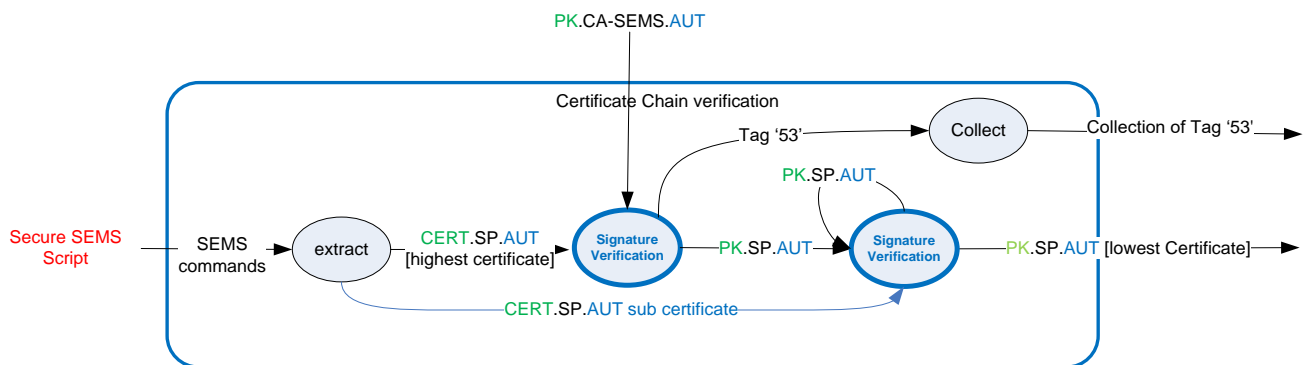 PK.CA-SEMS.AUT
Certificate Chain verification
Tag ‘53’
Collect
Collection of Tag ‘53’
PK.SP.AUT
Secure SEMS
Script
SEMS
commands
extract
CERT.SP.AUT
[highest certificate]
Signature
Verification
PK.SP.AUT
Signature
Verification
PK.SP.AUT [lowest Certificate]
CERT.SP.AUT sub certificate